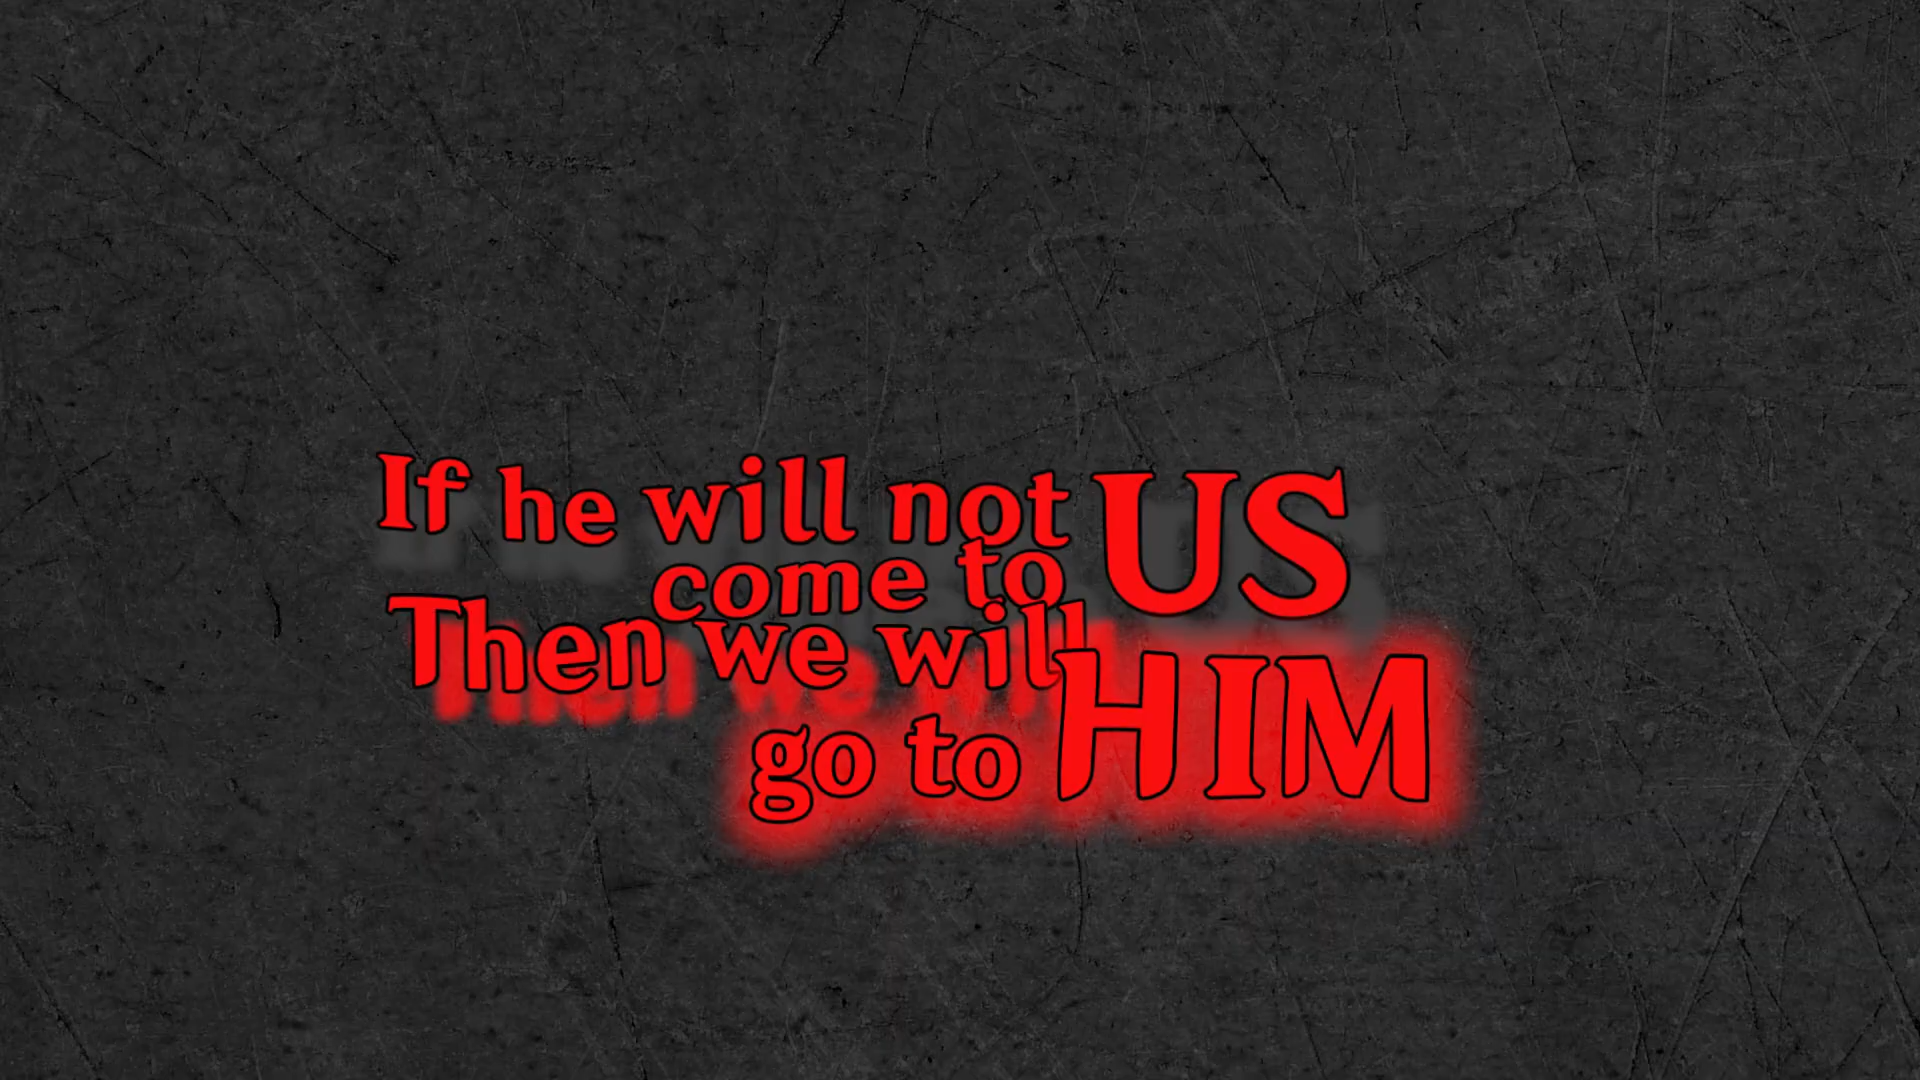 If he will not
come to US
Then we will
go to HIM